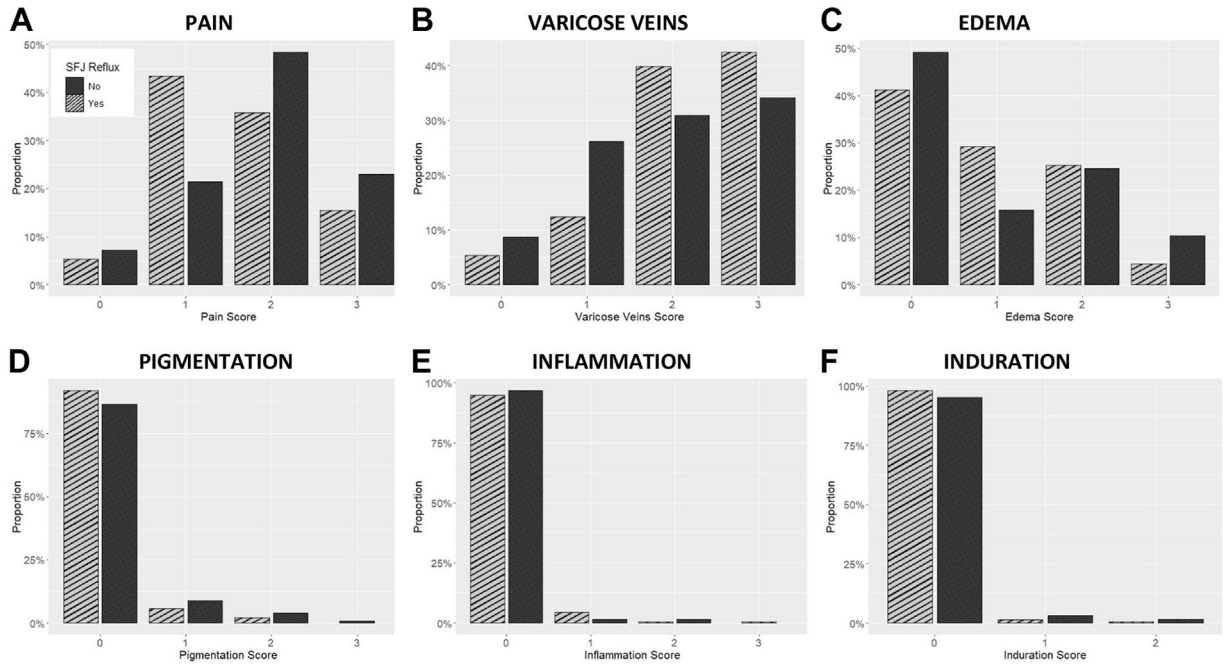 A PAIN
SFJ Reflux
No
Yes
50%
40%
30%
20%
10%
0%
Proportion
0 1 2 3
Pain Score
B VARICOSE VEINS
40%
30%
20%
10%
0%
Proportion
0 1 2 3
Varicose Veins Score
C EDEMA
50%
40%
30%
20%
10%
0%
Proportion
0 1 2 3
Edema Score
D PIGMENTATION
75%
50%
25%
0%
Proportion
0 1 2 3
Pigmentation Score
E INFLAMMATION
100%
75%
50%
25%
0%
Proportion
0 1 2 3
Inflammation Score
F INDURATION
100%
75%
50%
25%
0%
Proportion
0 1 2
Induration Score